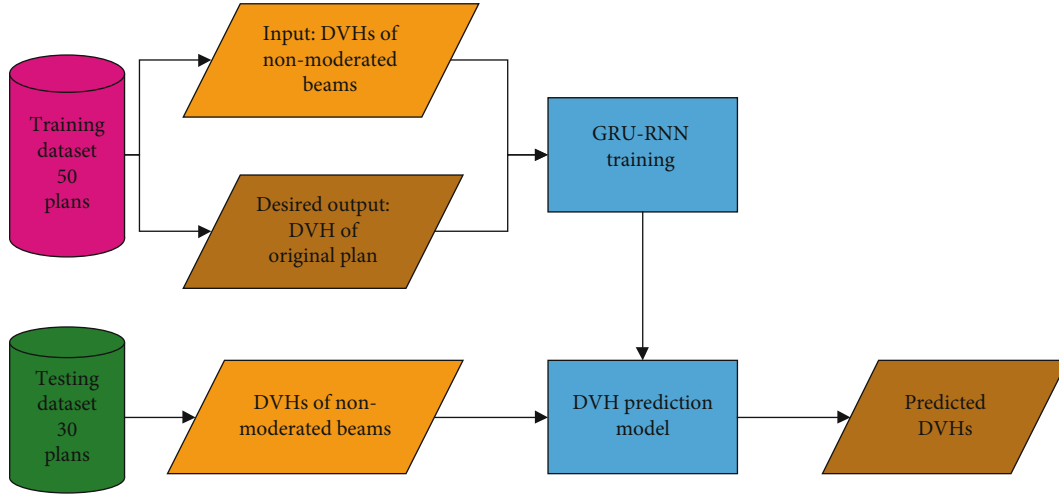 Training
dataset
50
plans
Input: DVHs of
non-moderated
beams
Desired output:
DVH of
original plan
GRU-RNN
training
Testing
dataset
30
plans
DVHs of non-
moderated beams
DVH prediction
model
Predicted
DVHs